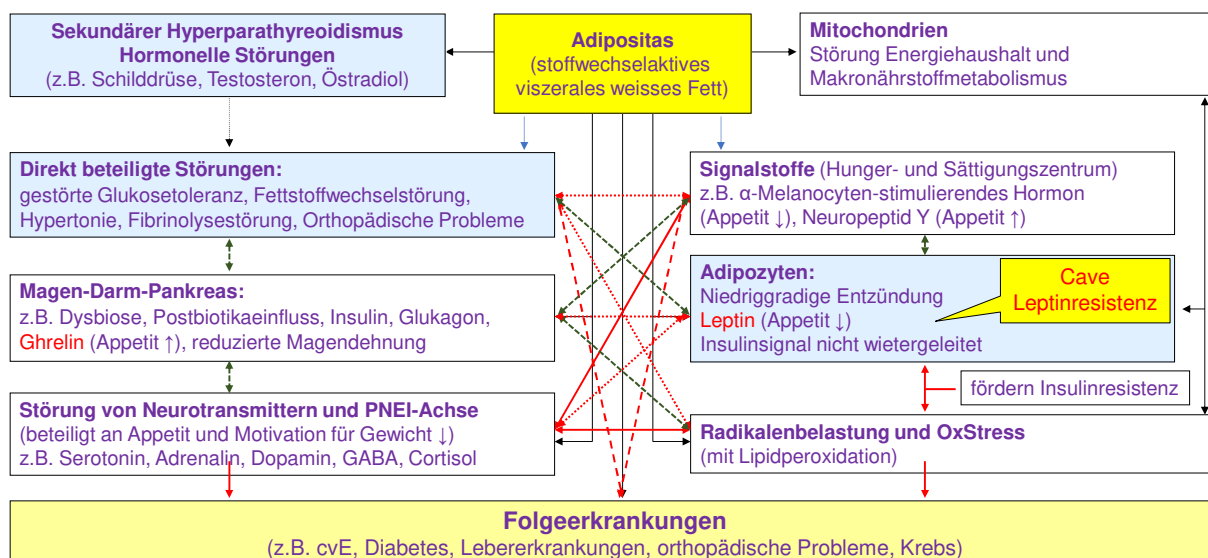 Sekundärer Hyperparathyreoidismus
Hormonelle Störungen
(z.B. Schilddrüse, Testosteron, Östradiol)
Adipositas
(stoffwechselaktives
viszerales weisses Fett)
Mitochondrien
Störung Energiehaushalt und
Makronährstoffmetabolismus
Direkt beteiligte Störungen:
gestörte Glukosetoleranz, Fettstoffwechselstörung,
Hypertonie, Fibrinolysestörung, Orthopädische Probleme
Signalstoffe (Hunger- und Sättigungszentrum)
z.B. α-Melanocyten-stimulierendes Hormon
(Appetit ↓), Neuropeptid Y (Appetit ↑)
Magen-Darm-Pankreas:
z.B. Dysbiose, Postbiotikaeinfluss, Insulin, Glukagon,
Ghrelin (Appetit ↑), reduzierte Magendehnung
Adipozyten:
Niedriggradige Entzündung
Leptin (Appetit ↓)
Insulinsignal nicht wietergeleitet
Cave
Leptinresistenz
fördern Insulinresistenz
Störung von Neurotransmittern und PNEI-Achse
(beteiligt an Appetit und Motivation für Gewicht ↓)
z.B. Serotonin, Adrenalin, Dopamin, GABA, Cortisol
Radikalenbelastung und OxStress
(mit Lipidperoxidation)
Folgeerkrankungen
(z.B. cvE, Diabetes, Lebererkrankungen, orthopädische Probleme, Krebs)